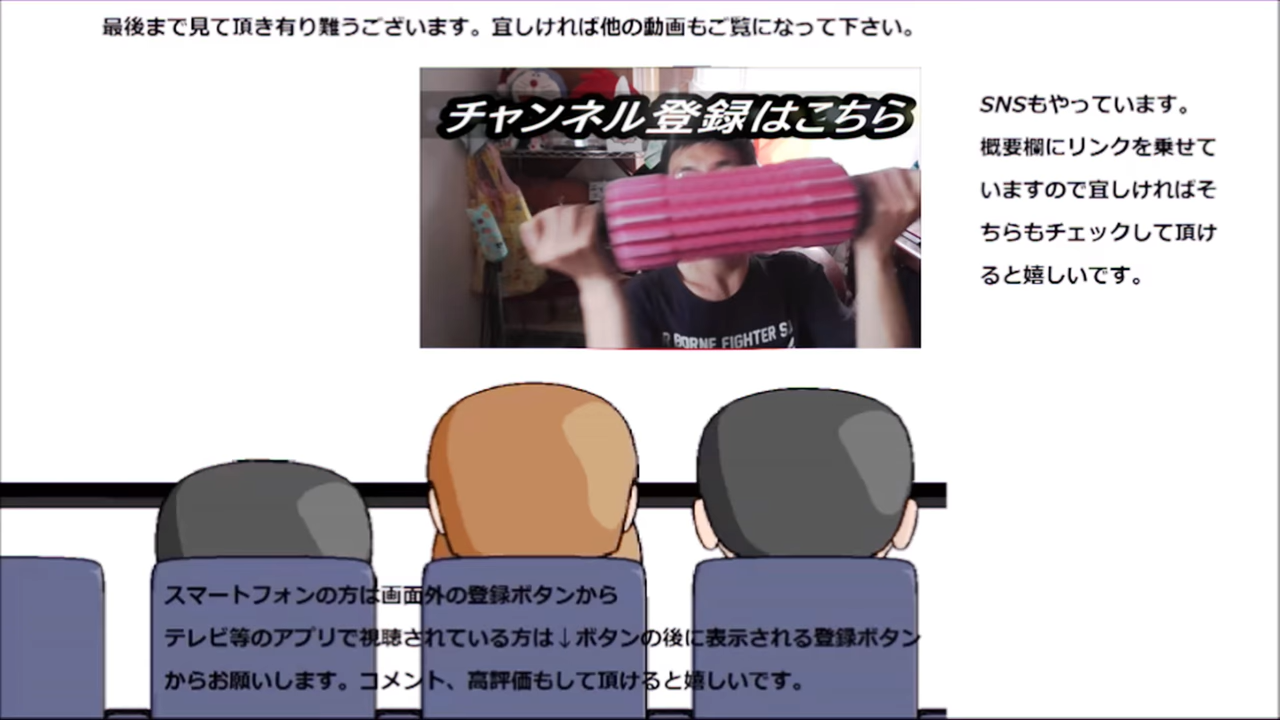 最後まで見て頂き有り難うございます。宜しければ他の動画もご覧になって下さい。
チャンネル登録はこちら
BORNE FIGHTER
SNSもやっています。
概要欄にリンクを乗せて
いますので宜しければそ
ちらもチェックして頂け
ると嬉しいです。
スマートフォンの方は画面外の登録ボタンから
テレビ等のアプリで視聴されている方は↓ボタンの後に表示される登録ボタン
からお願いします。コメント、高評価もして頂けると嬉しいです。